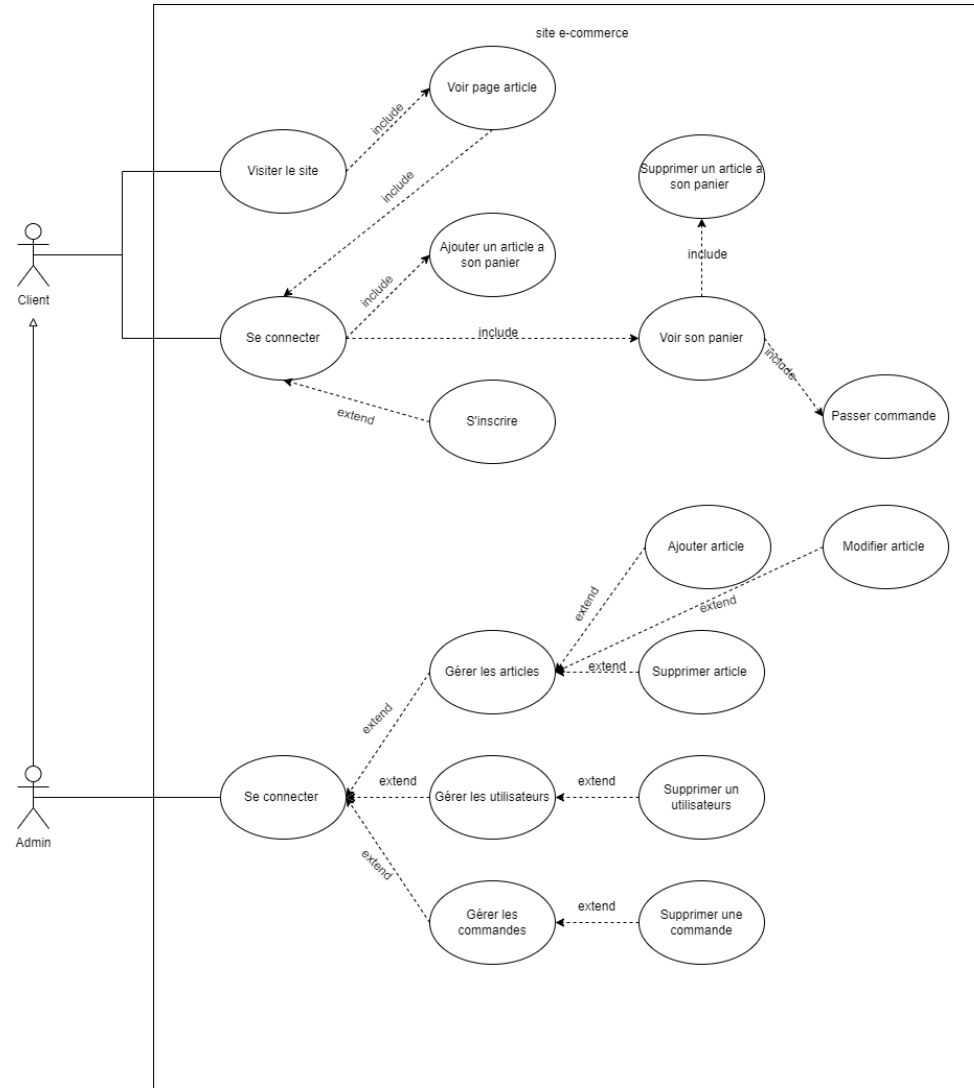 site e-commerce
Voir page article
include
Visiter le site
include
Supprimer un article a
son panier
Ajouter un article a
son panier
include
include
Client
Se connecter
include
Voir son panier
include
extend
S'inscrire
Passer commande
Ajouter article
Modifier article
extend
extend
Gérer les articles
extend
Supprimer article
extend
Se connecter
extend
Gérer les utilisateurs
extend
Supprimer un
utilisateurs
Admin
extend
Gérer les
commandes
extend
Supprimer une
commande